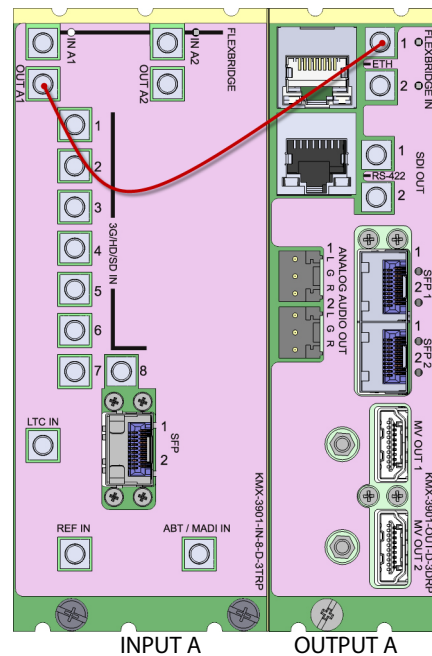 IN A1
IN A2
FLEXBRIDGE
OUT A1
OUT A2
1
2
3
4
5
6
7
8
3G/HD/SD IN
LTC IN
1
SFP
2
REF IN
ABT / MADI IN
KMX-3901-IN-8-D-3TRP
1
ETH
2
FLEXBRIDGE IN
1
SDI OUT
RS-422
2
1
L
G
R
2
L
G
R
ANALOG AUDIO OUT
1
SFP 1
2
1
SFP 2
2
MV OUT 1
MV OUT 2
KMX-3901-OUT-D-3DRP
INPUT A
OUTPUT A